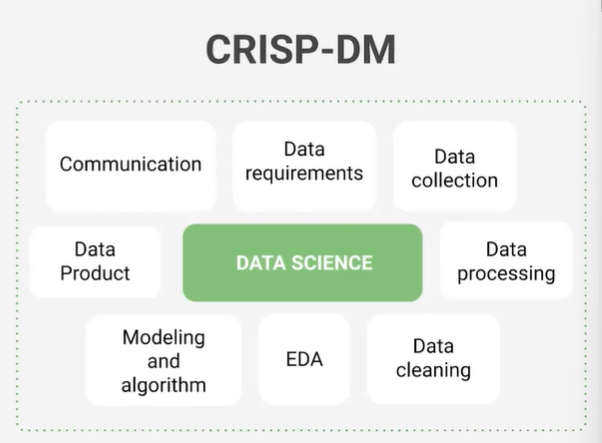 CRISP-DM
Communication
Data
requirements
Data
collection
Data
Product
DATA SCIENCE
Data
processing
Modeling
and
algorithm
EDA
Data
cleaning